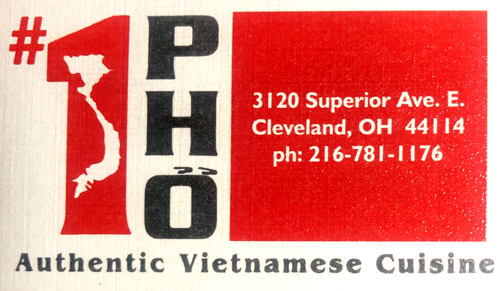 #1
PHỞ
3120 Superior Ave. E.
Cleveland, OH 44114
ph: 216-781-1176
Authentic Vietnamese Cuisine